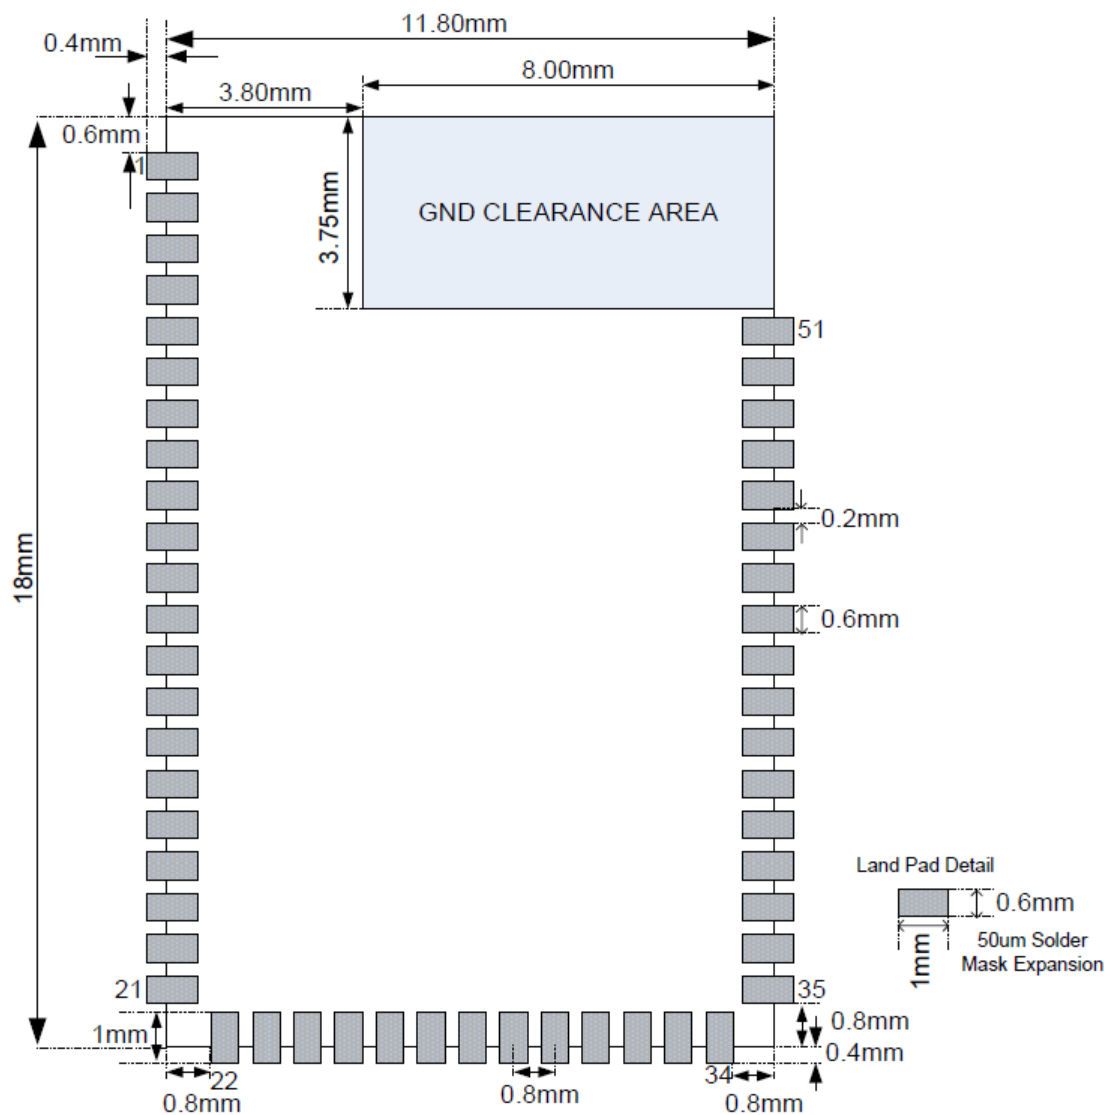 11.80mm
0.4mm
8.00mm
3.80mm
0.6mm
1
3.75mm
GND CLEARANCE AREA
51
0.2mm
18mm
0.6mm
Land Pad Detail
0.6mm
1mm
50um Solder
Mask Expansion
21
35
0.8mm
1mm
0.4mm
22
34
0.8mm
0.8mm
0.8mm